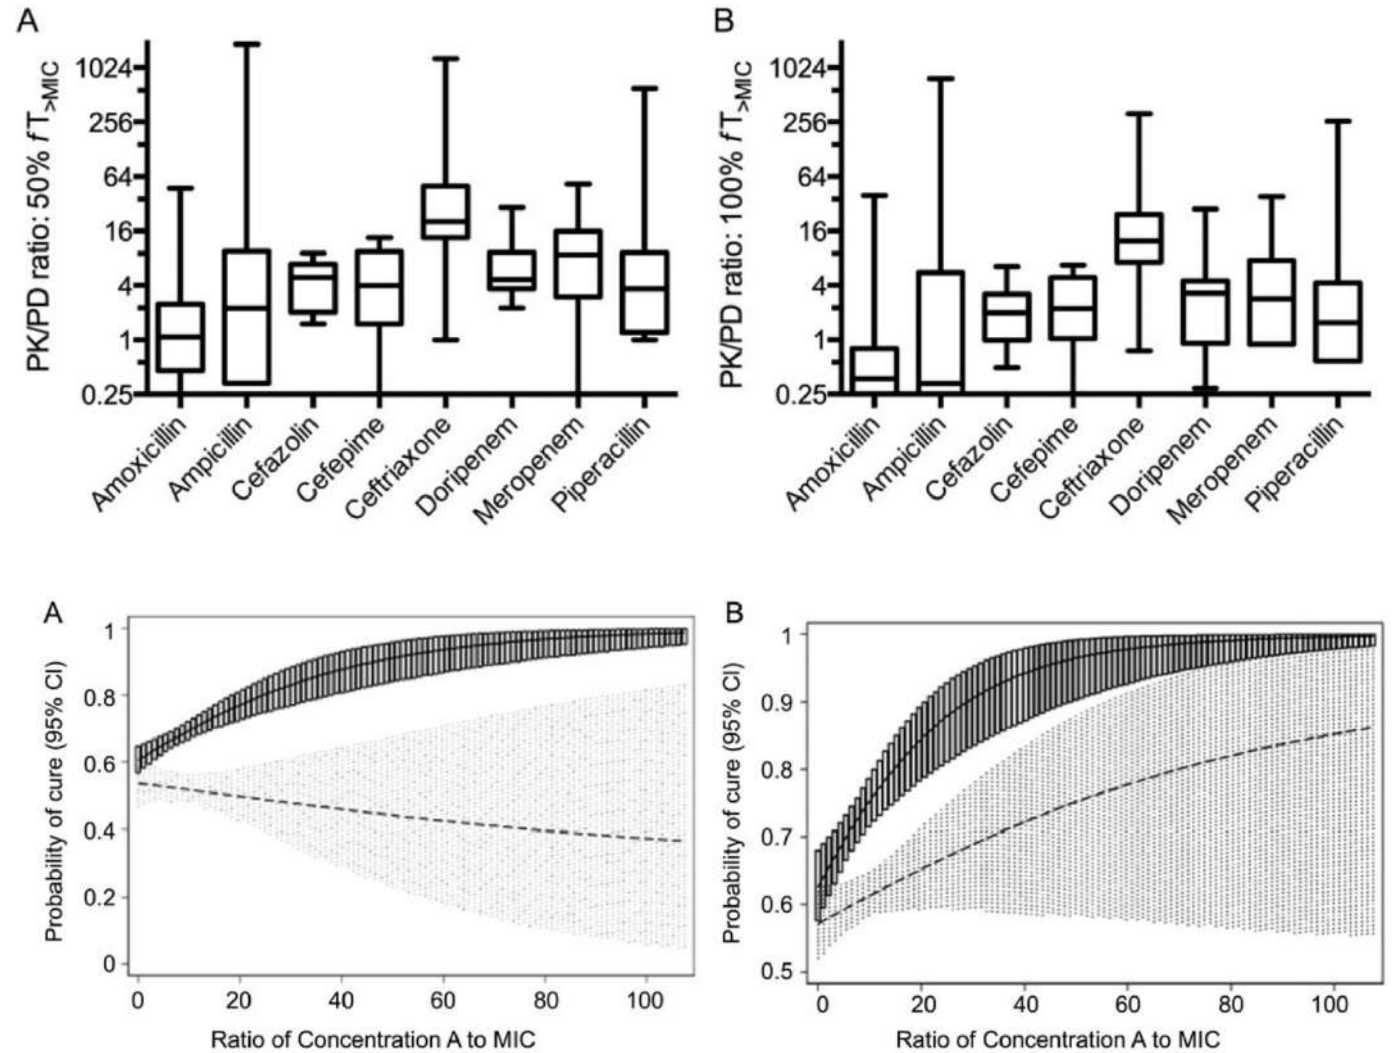 A
PK/PD ratio: 50% fT>MIC
1024
256
64
16
4
1
0.25
Amoxicillin
Ampicillin
Cefazolin
Cefepime
Ceftriaxone
Doripenem
Meropenem
Piperacillin
B
PK/PD ratio: 100% fT>MIC
1024
256
64
16
4
1
0.25
Amoxicillin
Ampicillin
Cefazolin
Cefepime
Ceftriaxone
Doripenem
Meropenem
Piperacillin
A
Probability of cure (95% CI)
1
0.8
0.6
0.4
0.2
0
0 20 40 60 80 100
Ratio of Concentration A to MIC
B
Probability of cure (95% CI)
1
0.9
0.8
0.7
0.6
0.5
0 20 40 60 80 100
Ratio of Concentration A to MIC